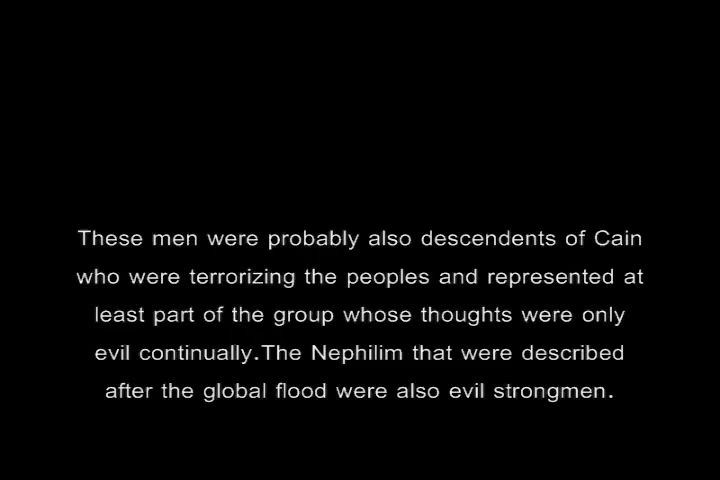 These men were probably also descendents of Cain
who were terrorizing the peoples and represented at
least part of the group whose thoughts were only
evil continually.The Nephilim that were described
after the global flood were also evil strongmen.